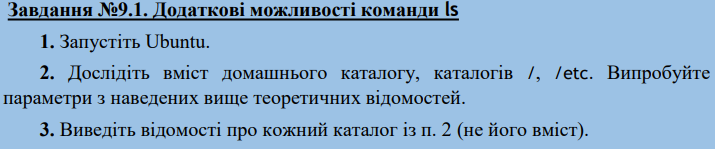 Завдання №9.1. Додаткові можливості команди ls
1. Запустіть Ubuntu.
2. Дослідіть вміст домашнього каталогу, каталогів /, /etc. Випробуйте
параметри з наведених вище теоретичних відомостей.
3. Виведіть відомості про кожний каталог із п. 2 (не його вміст).